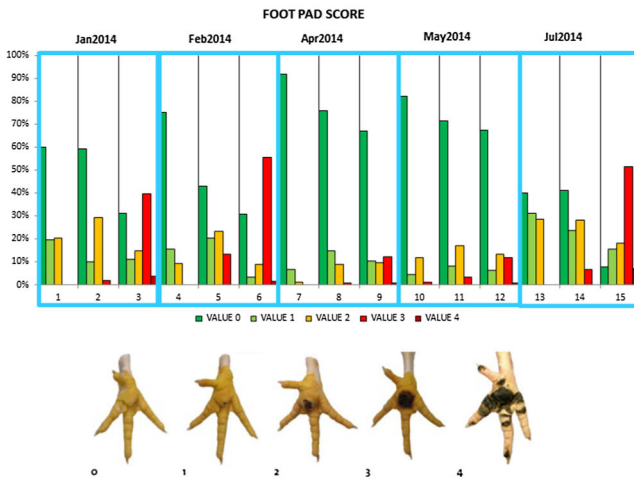 FOOT PAD SCORE
Jan2014 Feb2014 Apr2014 May2014 Jul2014
100%
90%
80%
70%
60%
50%
40%
30%
20%
10%
0%
1 2 3 4 5 6 7 8 9 10 11 12 13 14 15
VALUE 0 VALUE 1 VALUE 2 VALUE 3 VALUE 4
0 1 2 3 4